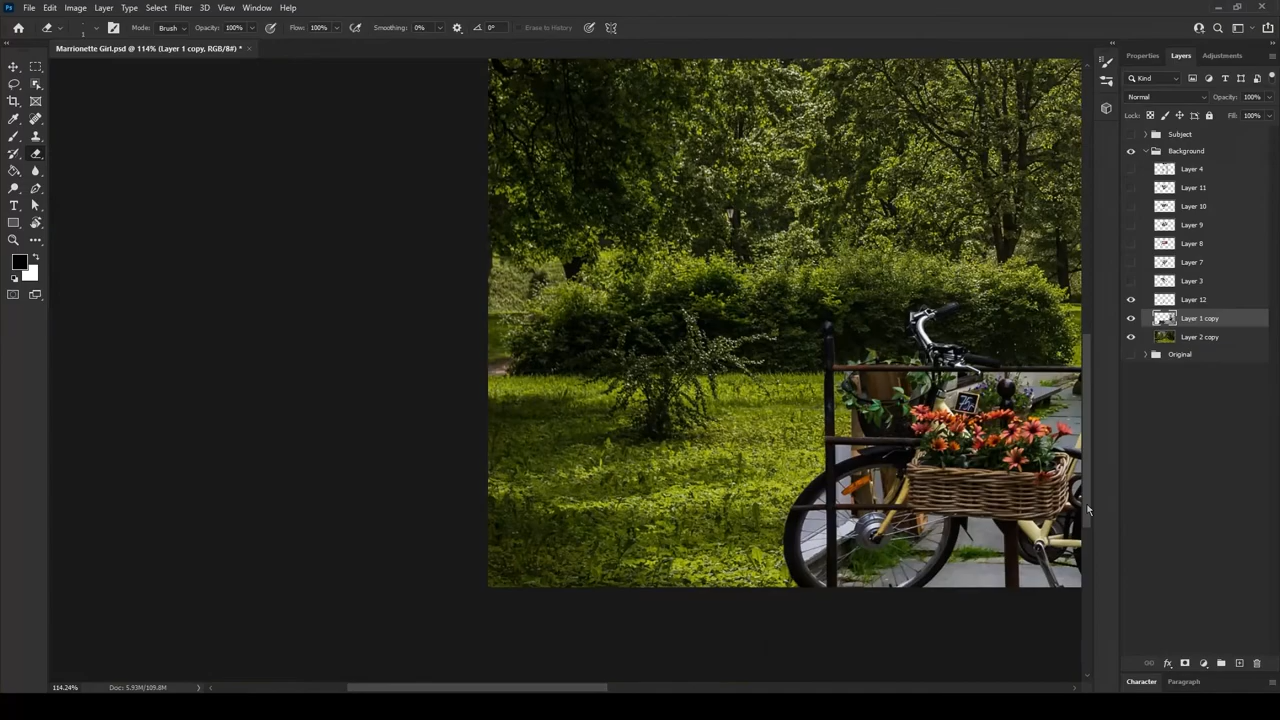 Ps File Edit Image Layer Type Select Filter 3D View Window Help
1 Mode: Brush Opacity: 100% Flow: 100% Smoothing: 0% 0° Erase to History
Marrionette Girl.psd @ 114% (Layer 1 copy, RGB/8#) *
Properties Layers Adjustments
Kind
Normal Opacity: 100%
Lock: Fill: 100%
Subject
Background
Layer 4
Layer 11
Layer 10
Layer 9
Layer 8
Layer 7
Layer 3
Layer 12
Layer 1 copy
Layer 2 copy
Original
Character Paragraph
114.24% Doc: 5.93M/109.8M